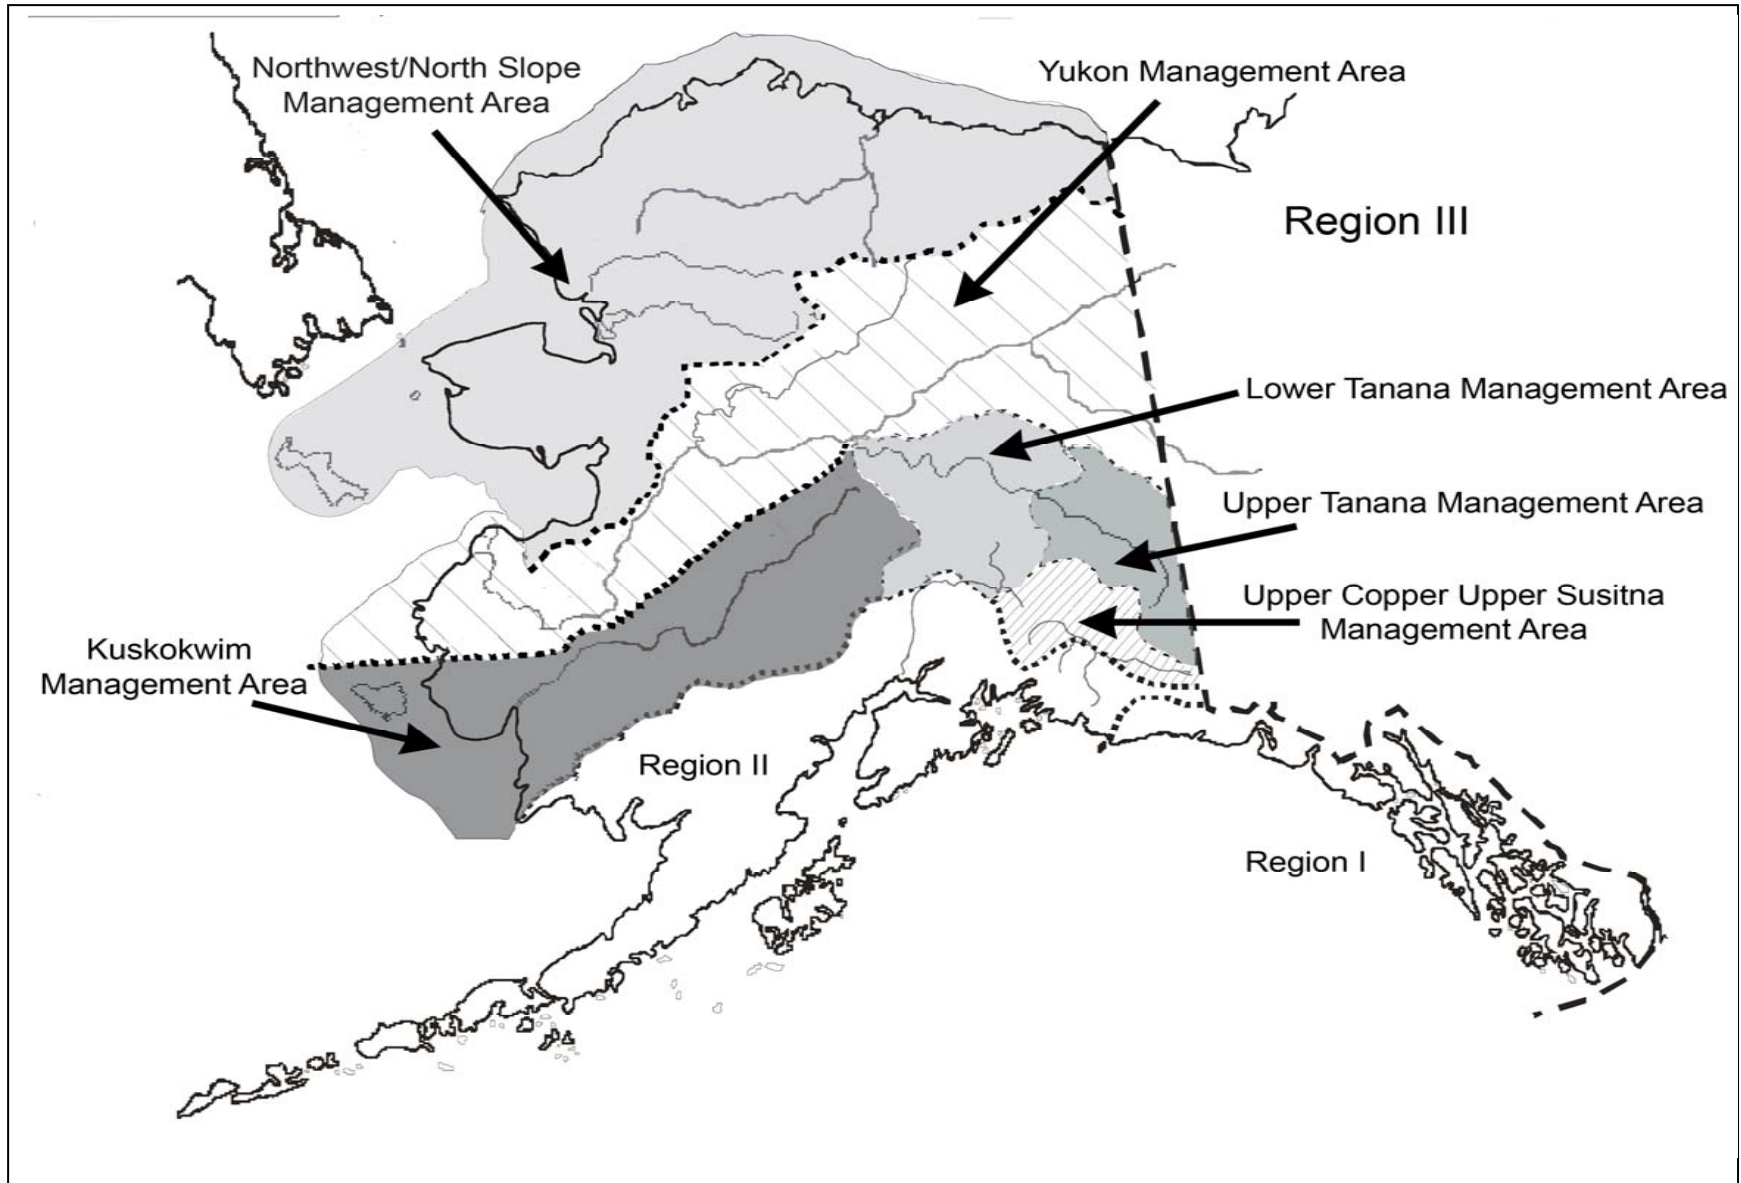 Northwest/North Slope
Management Area
Yukon Management Area
Region III
Lower Tanana Management Area
Upper Tanana Management Area
Upper Copper Upper Susitna
Management Area
Kuskokwim
Management Area
Region II
Region I